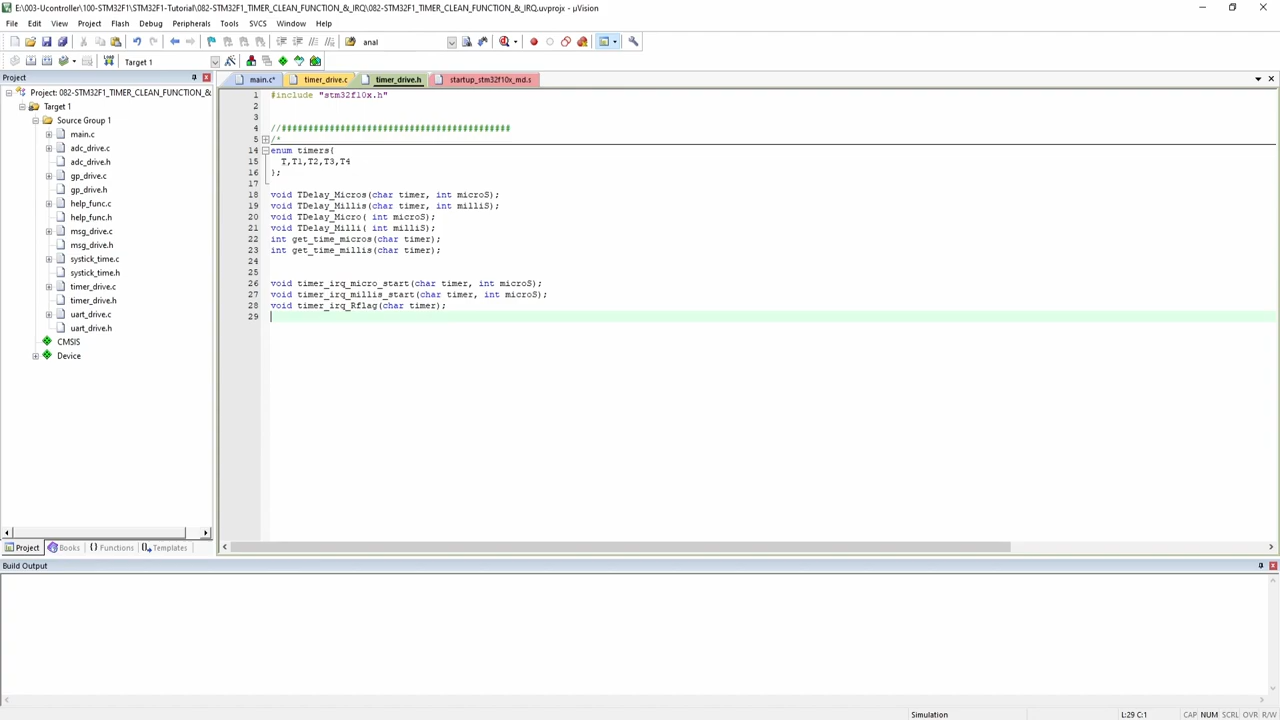 E:\003-Ucontroller\100-STM32F1\STM32F1-Tutorial\082-STM32F1_TIMER_CLEAN_FUNCTION_&_IRQ\082-STM32F1_TIMER_CLEAN_FUNCTION_&_IRQ.uvprojx - µVision
File Edit View Project Flash Debug Peripherals Tools SVCS Window Help
anal
Target 1
Project
main.c* timer_drive.c timer_drive.h startup_stm32f10x_md.s
Project: 082-STM32F1_TIMER_CLEAN_FUNCTION_&
Target 1
Source Group 1
main.c
adc_drive.c
adc_drive.h
gp_drive.c
gp_drive.h
help_func.c
help_func.h
msg_drive.c
msg_drive.h
systick_time.c
systick_time.h
timer_drive.c
timer_drive.h
uart_drive.c
uart_drive.h
CMSIS
Device
Project Books {} Functions Templates
1 #include "stm32f10x.h"
2
3
4 //###########################################
5 /*
14 enum timers{
15 T,T1,T2,T3,T4
16 };
17
18 void TDelay_Micros(char timer, int microS);
19 void TDelay_Millis(char timer, int milliS);
20 void TDelay_Micro( int microS);
21 void TDelay_Milli( int milliS);
22 int get_time_micros(char timer);
23 int get_time_millis(char timer);
24
25
26 void timer_irq_micro_start(char timer, int microS);
27 void timer_irq_millis_start(char timer, int microS);
28 void timer_irq_Rflag(char timer);
29
Build Output
Simulation L:29 C:1 CAP NUM SCRL OVR R/W